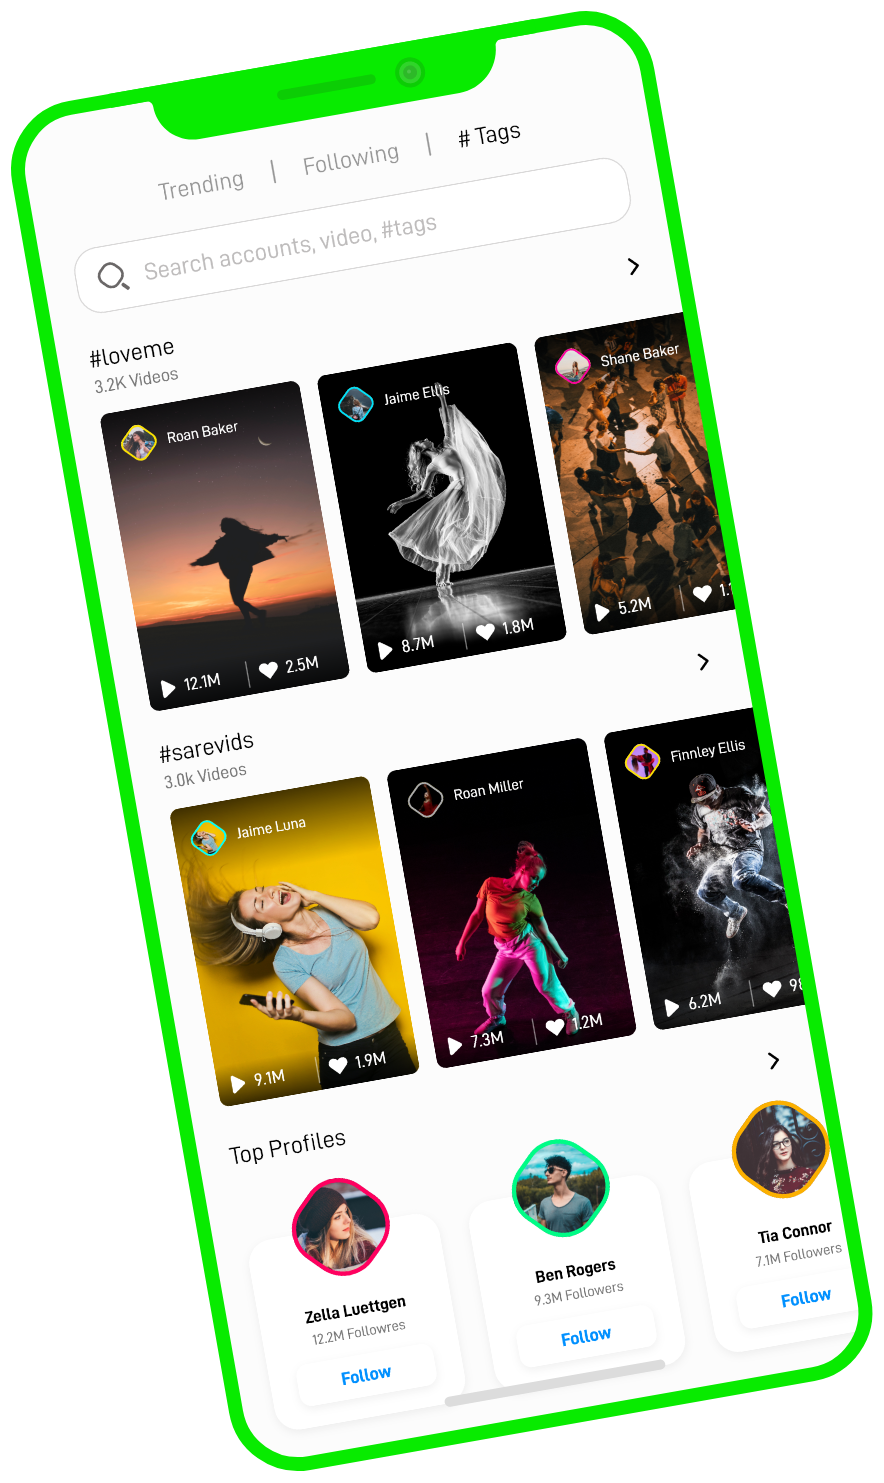 Trending | Following | # Tags
Search accounts, video, #tags
#loveme
3.2K Videos
Roan Baker
12.1M | 2.5M
Jaime Ellis
8.7M | 1.8M
Shane Baker
5.2M | 1.
#sarevids
3.0k Videos
Jaime Luna
9.1M | 1.9M
Roan Miller
7.3M | 1.2M
Finnley Ellis
6.2M | 98
Top Profiles
Zella Luettgen
12.2M Followres
Follow
Ben Rogers
9.3M Followers
Follow
Tia Connor
7.1M Followers
Follow